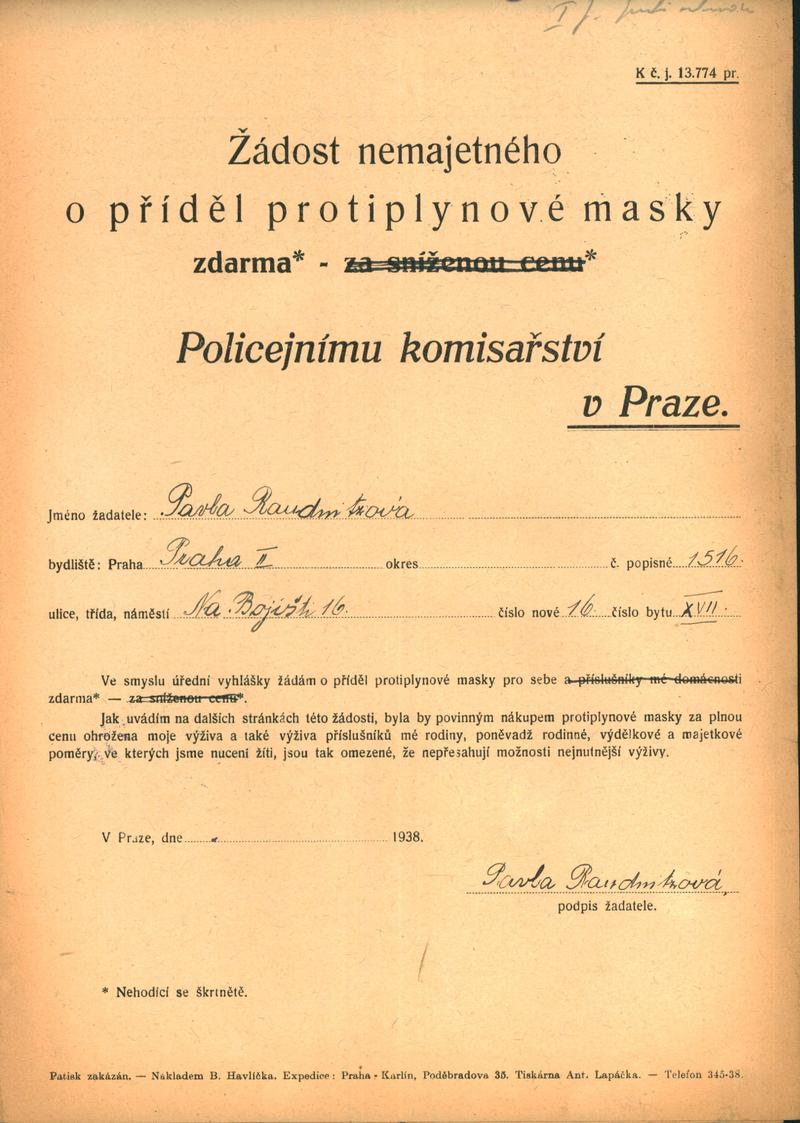 K č. j. 13.774 pr.
Žádost nemajetného
o příděl protiplynové masky
zdarma* - za sníženou cenu*
Policejnímu komisařství
v Praze.
Jméno žadatele: Pavla Raudnitzová
bydliště: Praha Praha II okres č. popisné 1516.
ulice, třída, náměstí Na Bojišti 16. číslo nové 16 číslo bytu XVII.
Ve smyslu úřední vyhlášky žádám o příděl protiplynové masky pro sebe a příslušníky mé domácnosti
zdarma* — za sníženou cenu*.
Jak uvádím na dalších stránkách této žádosti, byla by povinným nákupem protiplynové masky za plnou
cenu ohrožena moje výživa a také výživa příslušníků mé rodiny, poněvadž rodinné, výdělkové a majetkové
poměry, ve kterých jsme nuceni žíti, jsou tak omezené, že nepřesahují možnosti nejnutnější výživy.
V Praze, dne 1938.
Pavla Raudnitzová,
podpis žadatele.
* Nehodící se škrtnětě.
Patisk zakázán. — Nákladem B. Havlíčka. Expedice: Praha - Karlín, Poděbradova 35. Tiskárna Ant. Lapáčka. — Telefon 345-38.